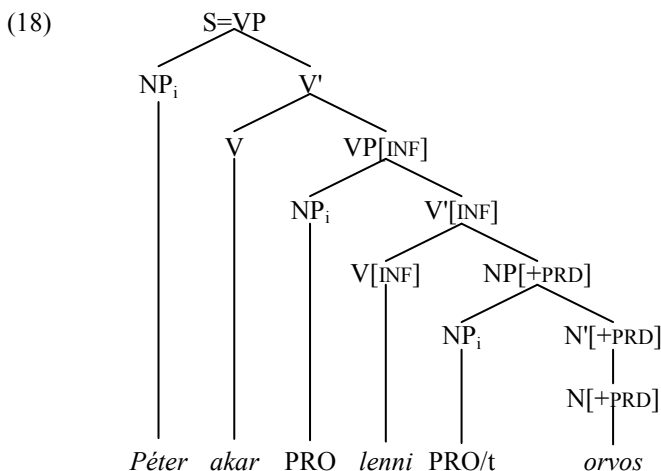 (18) S=VP
NPi V'
V VP[INF]
NPi V'[INF]
V[INF] NP[+PRD]
NPi N'[+PRD]
N[+PRD]
Péter akar PRO lenni PRO/t orvos